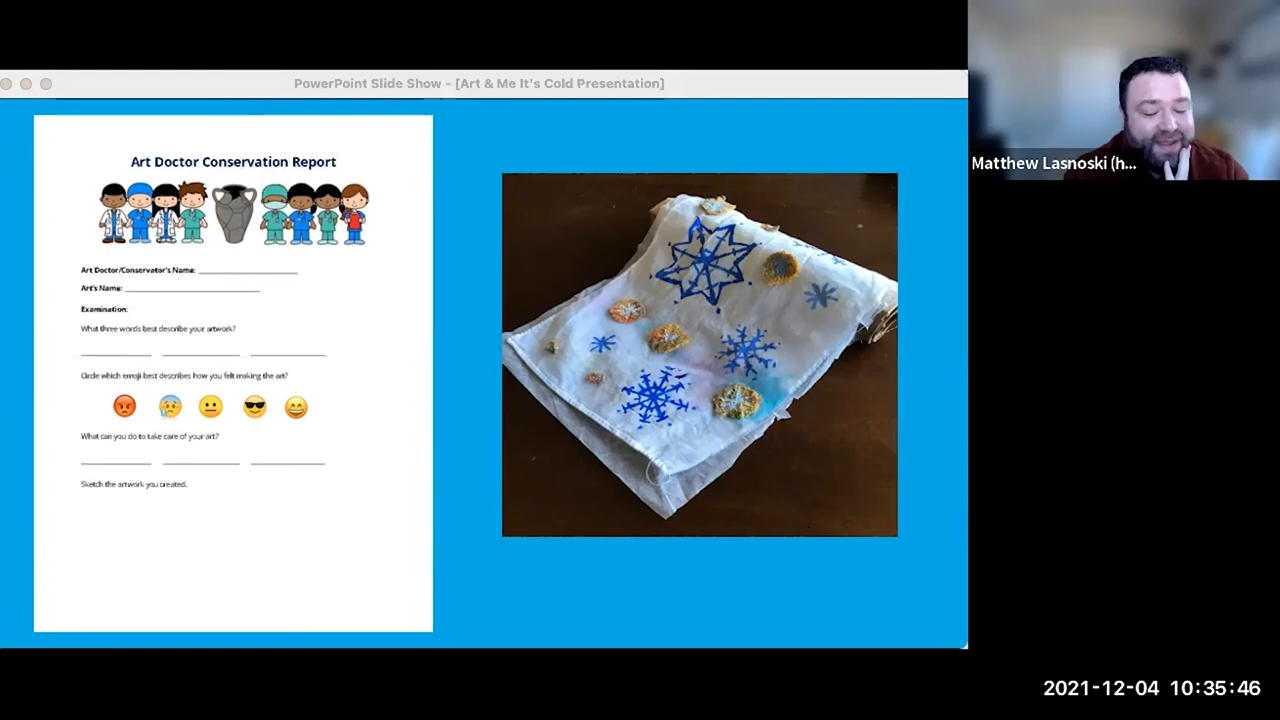 PowerPoint Slide Show - [Art & Me It's Cold Presentation]
Art Doctor Conservation Report
Art Doctor/Conservator's Name: ____________________
Art's Name: ____________________
Examination:
What three words best describe your artwork?
Circle which emoji best describes how you felt making the art?
What can you do to take care of your art?
Sketch the artwork you created.
Matthew Lasnoski (h...
2021-12-04 10:35:46